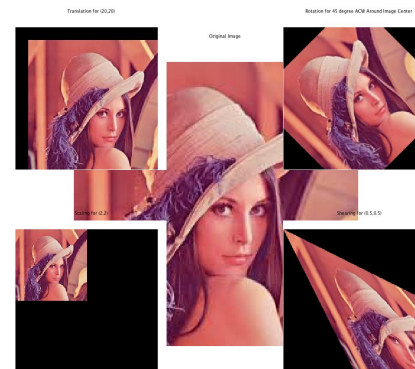 Translation for (20,20)
Rotation for 45 degree ACW Around Image Center
Original Image
Scaling for (2,2)
Shearing for (0.5,0.5)